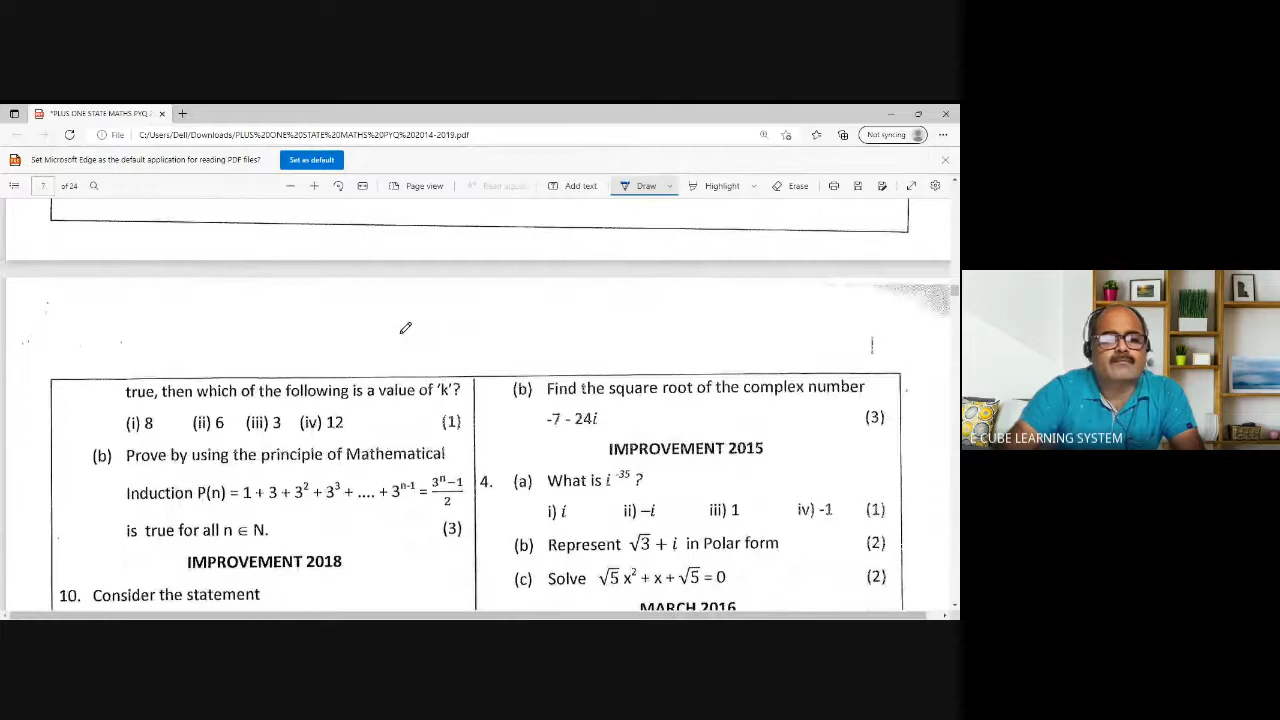 *PLUS ONE STATE MATHS PYQ 2
File
C:/Users/Dell/Downloads/PLUS%20ONE%20STATE%20MATHS%20PYQ%202014-2019.pdf
Not syncing
Set Microsoft Edge as the default application for reading PDF files?
Set as default
7 of 24
Page view
Read aloud
Add text
Draw
Highlight
Erase
true, then which of the following is a value of 'k'?
(i) 8 (ii) 6 (iii) 3 (iv) 12 (1)
(b) Prove by using the principle of Mathematical
Induction P(n) = 1 + 3 + 3² + 3³ + .... + 3ⁿ⁻¹ = (3ⁿ−1)/2
is true for all n ∈ N. (3)
IMPROVEMENT 2018
10. Consider the statement
(b) Find the square root of the complex number
-7 - 24i (3)
IMPROVEMENT 2015
4. (a) What is i ⁻³⁵ ?
i) i ii) –i iii) 1 iv) -1 (1)
(b) Represent √3 + i in Polar form (2)
(c) Solve √5 x² + x + √5 = 0 (2)
MARCH 2016
E CUBE LEARNING SYSTEM